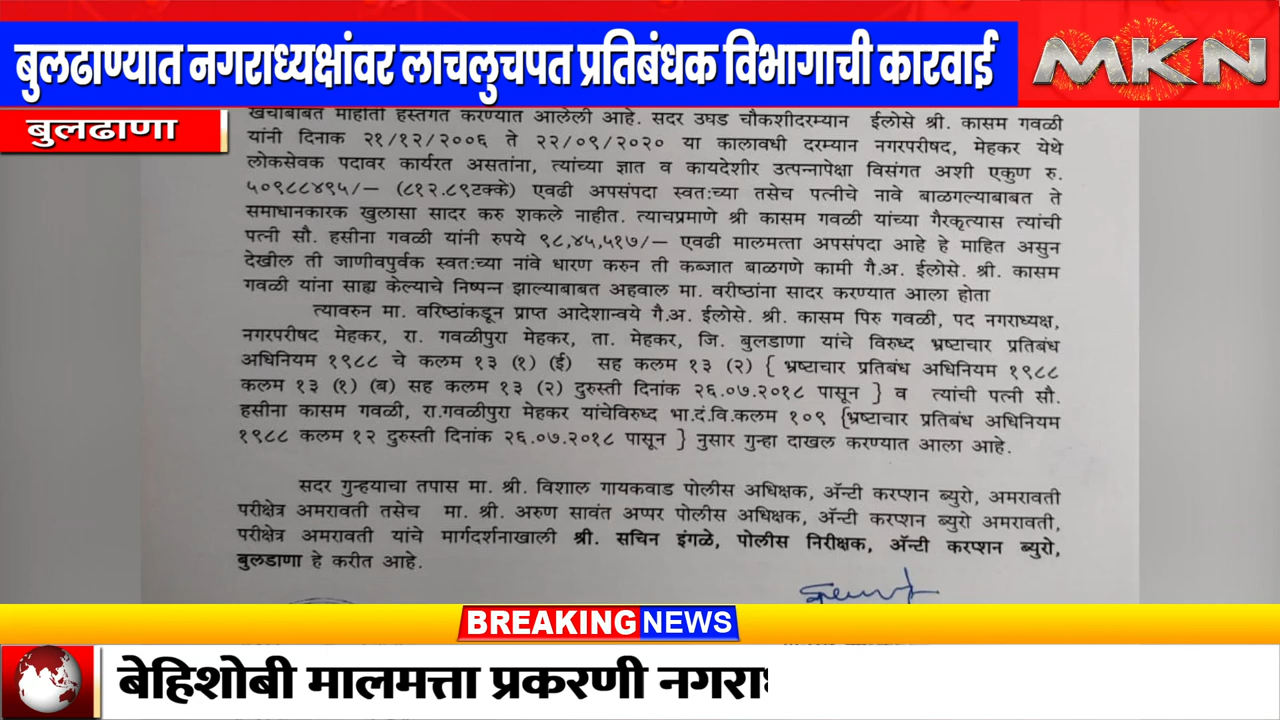 बुलढाण्यात नगराध्यक्षांवर लाचलुचपत प्रतिबंधक विभागाची कारवाई
MKN
बुलढाणा
खर्चाबाबत माहीती हस्तगत करण्यात आलेली आहे. सदर उघड चौकशीदरम्यान ईलोसे श्री. कासम गवळी
यांनी दिनाक २१/१२/२००६ ते २२/०९/२०२० या कालावधी दरम्यान नगरपरीषद, मेहकर येथे
लोकसेवक पदावर कार्यरत असतांना, त्यांच्या ज्ञात व कायदेशीर उत्पन्नापेक्षा विसंगत अशी एकुण रु.
५०९८८४९५/– (८१२.८९टक्के) एवढी अपसंपदा स्वत:च्या तसेच पत्नीचे नावे बाळगल्याबाबत ते
समाधानकारक खुलासा सादर करु शकले नाहीत. त्याचप्रमाणे श्री कासम गवळी यांच्या गैरकृत्यास त्यांची
पत्नी सौ. हसीना गवळी यांनी रुपये ९८,४५,५१७/– एवढी मालमत्ता अपसंपदा आहे हे माहित असुन
देखील ती जाणीवपुर्वक स्वत:च्या नांवे धारण करुन ती कब्जात बाळगणे कामी गै.अ. ईलोसे. श्री. कासम
गवळी यांना साह्य केल्याचे निष्पन्न झाल्याबाबत अहवाल मा. वरीष्ठांना सादर करण्यात आला होता
त्यावरुन मा. वरिष्ठांकडून प्राप्त आदेशान्वये गै.अ. ईलोसे. श्री. कासम पिरु गवळी, पद नगराध्यक्ष,
नगरपरीषद मेहकर, रा. गवळीपुरा मेहकर, ता. मेहकर, जि. बुलडाणा यांचे विरुध्द भ्रष्टाचार प्रतिबंध
अधिनियम १९८८ चे कलम १३ (१) (ई) सह कलम १३ (२) { भ्रष्टाचार प्रतिबंध अधिनियम १९८८
कलम १३ (१) (ब) सह कलम १३ (२) दुरुस्ती दिनांक २६.०७.२०१८ पासून } व त्यांची पत्नी सौ.
हसीना कासम गवळी, रा.गवळीपुरा मेहकर यांचेविरुध्द भा.दं.वि.कलम १०९ {भ्रष्टाचार प्रतिबंध अधिनियम
१९८८ कलम १२ दुरुस्ती दिनांक २६.०७.२०१८ पासून } नुसार गुन्हा दाखल करण्यात आला आहे.
सदर गुन्हयाचा तपास मा. श्री. विशाल गायकवाड पोलीस अधिक्षक, ॲन्टी करप्शन ब्युरो, अमरावती
परीक्षेत्र अमरावती तसेच मा. श्री. अरुण सावंत अप्पर पोलीस अधिक्षक, ॲन्टी करप्शन ब्युरो अमरावती,
परीक्षेत्र अमरावती यांचे मार्गदर्शनाखाली श्री. सचिन इंगळे, पोलीस निरीक्षक, ॲन्टी करप्शन ब्युरो,
बुलडाणा हे करीत आहे.
BREAKING NEWS
बेहिशोबी मालमत्ता प्रकरणी